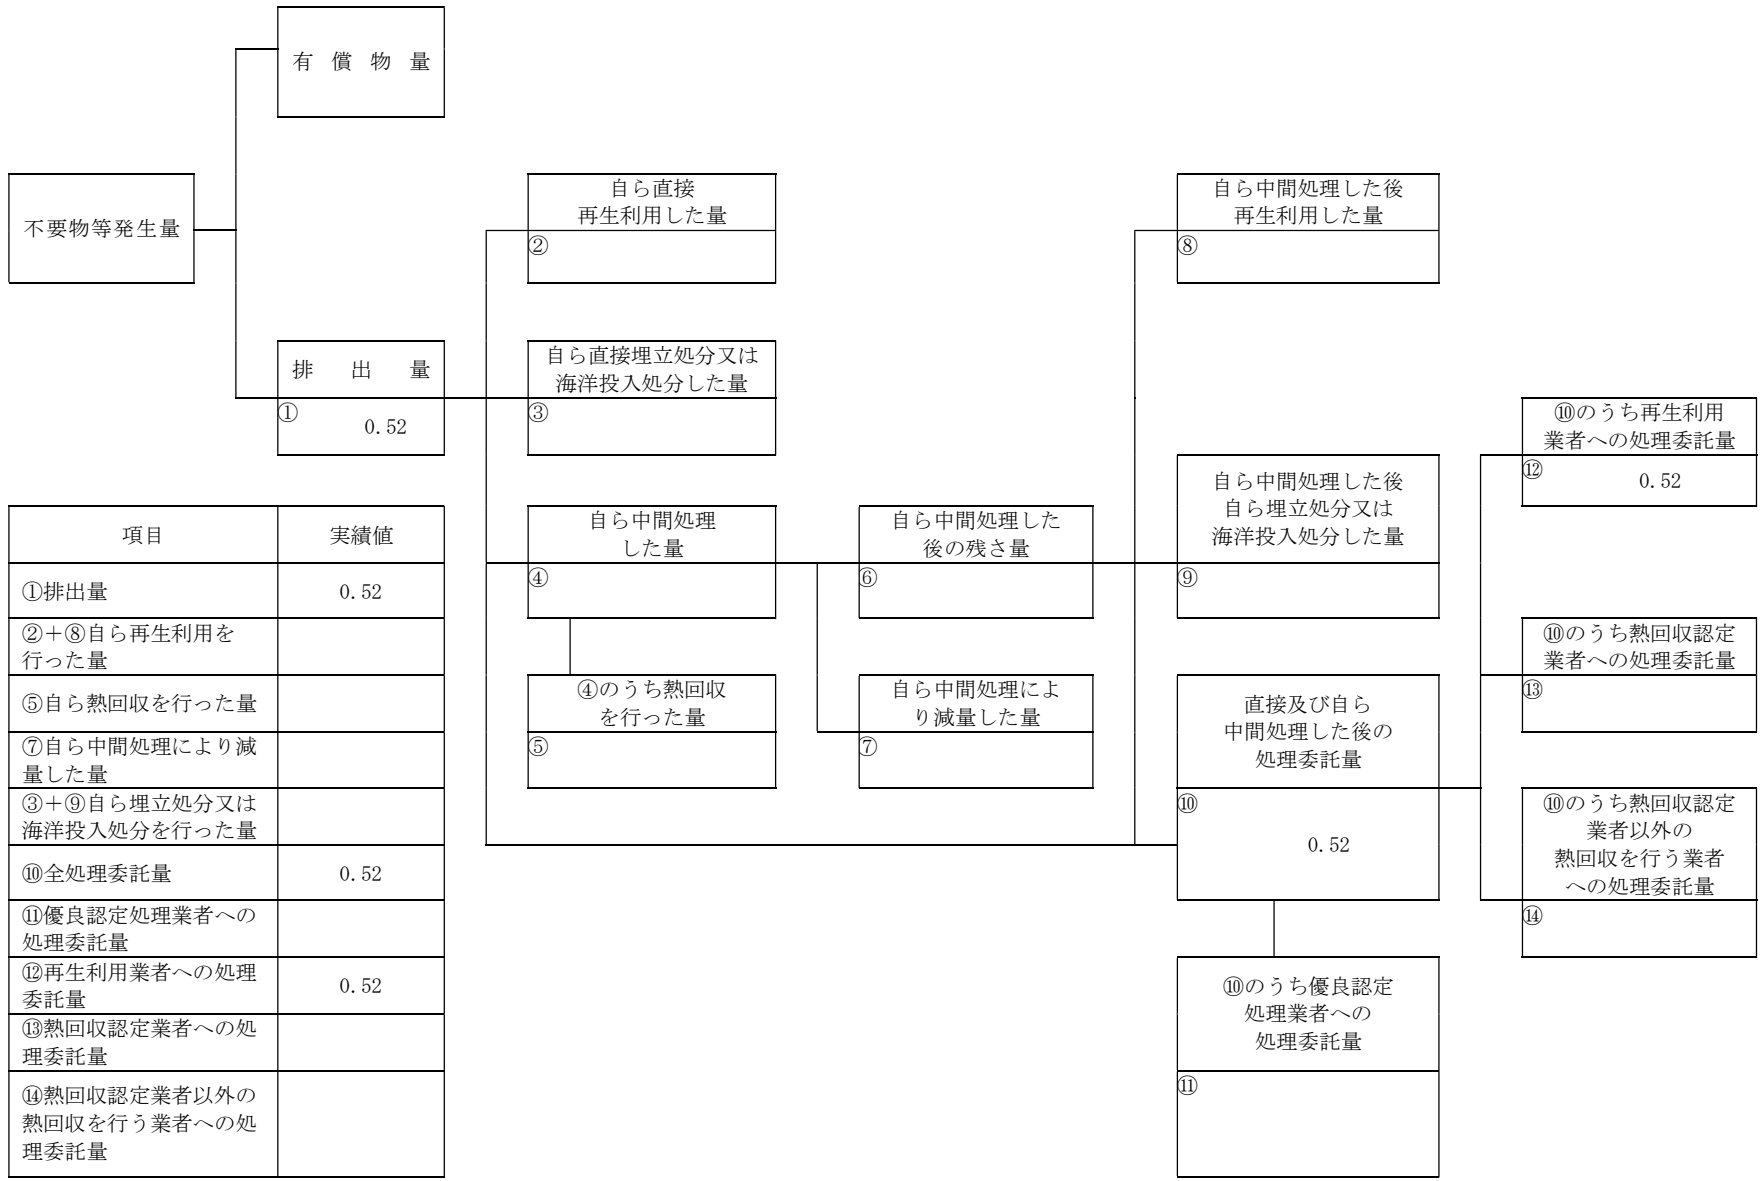 有償物量
不要物等発生量
自ら直接
再生利用した量
②
自ら中間処理した後
再生利用した量
⑧
排出量
①
0.52
自ら直接埋立処分又は
海洋投入処分した量
③
⑩のうち再生利用
業者への処理委託量
⑫
0.52
自ら中間処理
した量
④
自ら中間処理した
後の残さ量
⑥
自ら中間処理した後
自ら埋立処分又は
海洋投入処分した量
⑨
⑩のうち熱回収認定
業者への処理委託量
⑬
④のうち熱回収
を行った量
⑤
自ら中間処理によ
り減量した量
⑦
直接及び自ら
中間処理した後の
処理委託量
⑩
0.52
⑩のうち熱回収認定
業者以外の
熱回収を行う業者
への処理委託量
⑭
⑩のうち優良認定
処理業者への
処理委託量
⑪
項目 実績値
①排出量 0.52
②＋⑧自ら再生利用を
行った量
⑤自ら熱回収を行った量
⑦自ら中間処理により減
量した量
③＋⑨自ら埋立処分又は
海洋投入処分を行った量
⑩全処理委託量 0.52
⑪優良認定処理業者への
処理委託量
⑫再生利用業者への処理
委託量 0.52
⑬熱回収認定業者への処
理委託量
⑭熱回収認定業者以外の
熱回収を行う業者への処
理委託量